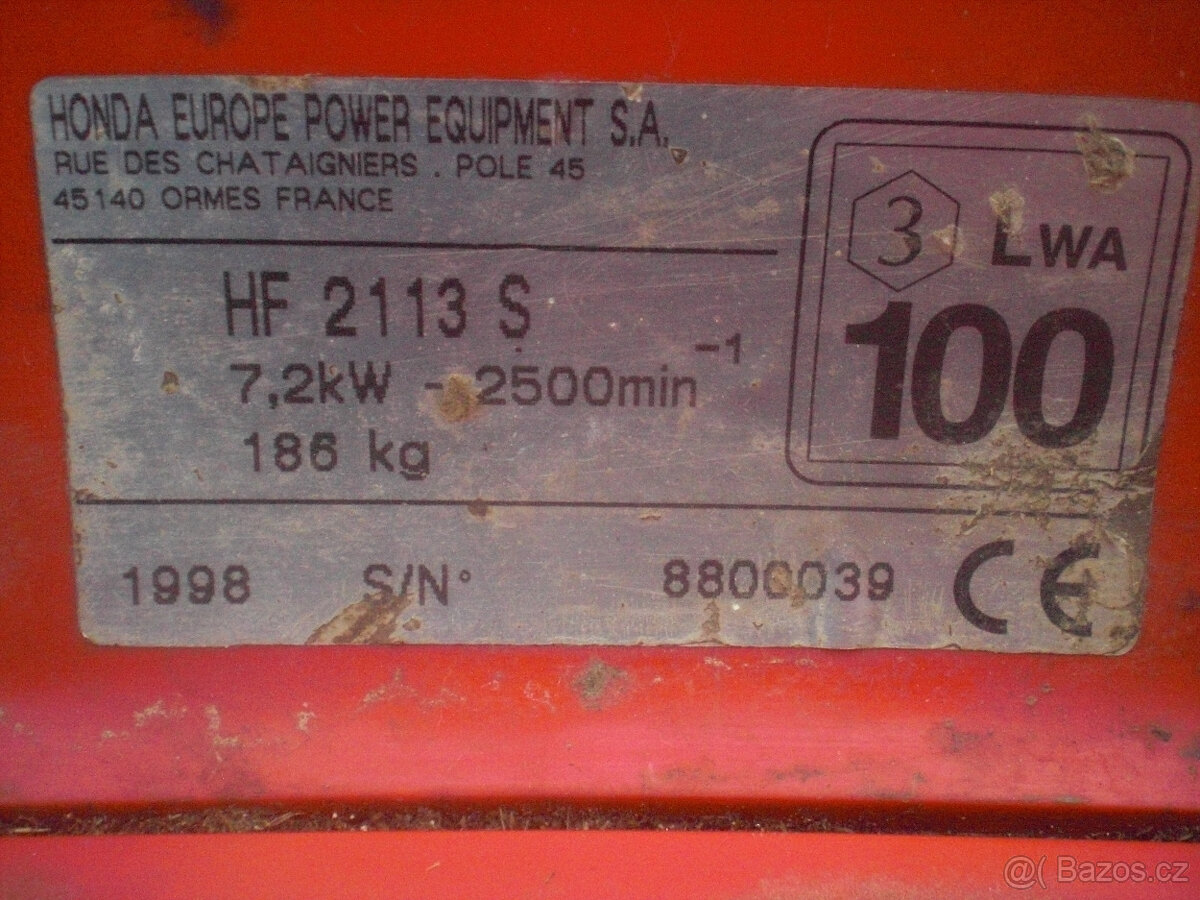 HONDA EUROPE POWER EQUIPMENT S.A.
RUE DES CHATAIGNIERS . POLE 45
45140 ORMES FRANCE
HF 2113 S
7,2kW - 2500min⁻¹
186 kg
3 LWA
100
1998 S/N° 8800039 CE
@( Bazos.cz